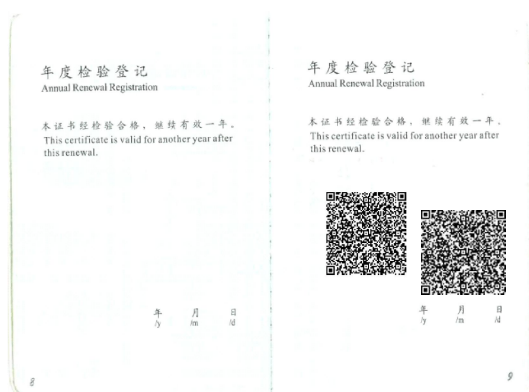 年度检验登记
Annual Renewal Registration
本证书经检验合格，继续有效一年。
This certificate is valid for another year after
this renewal.
年 月 日
/y /m /d
8
年度检验登记
Annual Renewal Registration
本证书经检验合格，继续有效一年。
This certificate is valid for another year after
this renewal.
年 月 日
/y /m /d
9